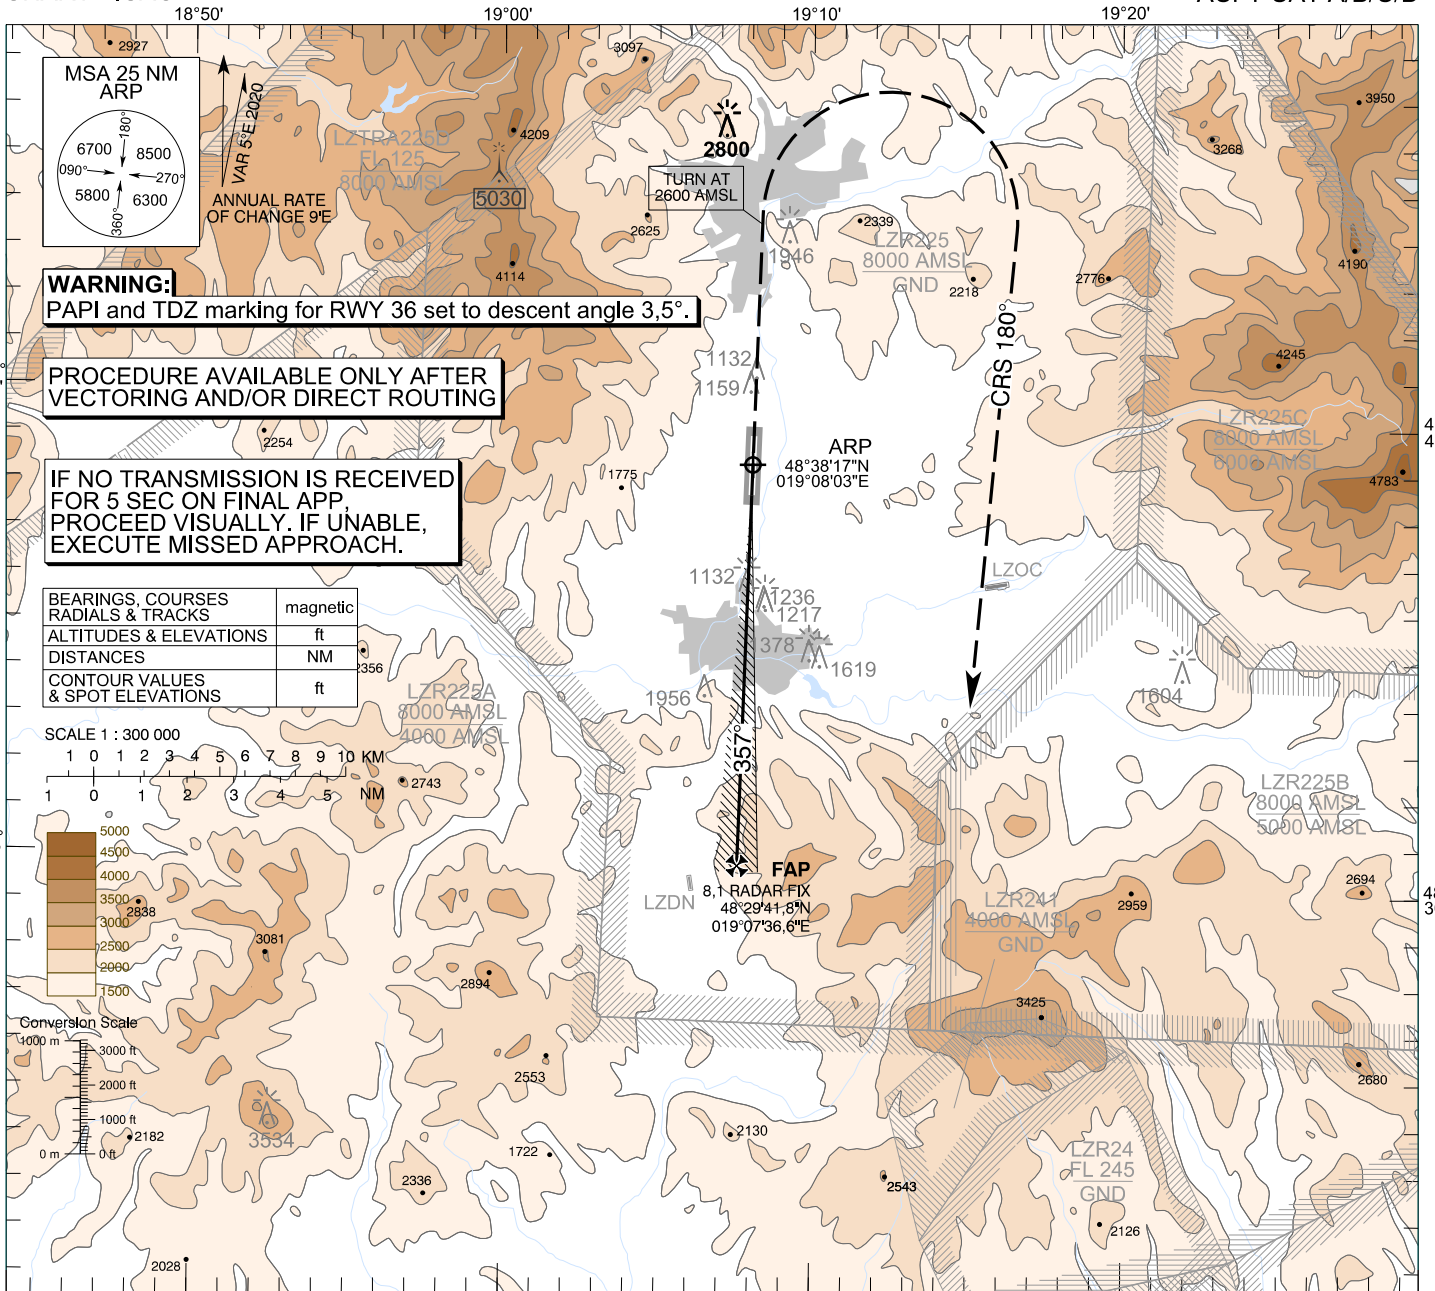 18°50'
19°00'
19°10'
19°20'
2927
MSA 25 NM
ARP
180°
6700
8500
090°
270°
5800
6300
360°
VAR 5°E 2020
ANNUAL RATE
OF CHANGE 9'E
LZTRA225D
FL 125
8000 AMSL
4209
5030
4114
3097
2800
TURN AT
2600 AMSL
2625
1946
2339
LZR225
8000 AMSL
GND
2218
2776
3268
3950
4190
4245
WARNING:
PAPI and TDZ marking for RWY 36 set to descent angle 3,5°.
PROCEDURE AVAILABLE ONLY AFTER
VECTORING AND/OR DIRECT ROUTING
2254
1132
1159
CRS 180°
LZR225C
8000 AMSL
6000 AMSL
4783
IF NO TRANSMISSION IS RECEIVED
FOR 5 SEC ON FINAL APP,
PROCEED VISUALLY. IF UNABLE,
EXECUTE MISSED APPROACH.
1775
ARP
48°38'17"N
019°08'03"E
BEARINGS, COURSES
RADIALS & TRACKS
magnetic
ALTITUDES & ELEVATIONS
ft
DISTANCES
NM
CONTOUR VALUES
& SPOT ELEVATIONS
ft
2356
1132
1236
1217
1378
1619
1956
LZOC
1604
LZR225A
8000 AMSL
4000 AMSL
SCALE 1 : 300 000
1 0 1 2 3 4 5 6 7 8 9 10 KM
1 0 1 2 3 4 5 NM
2743
357°
LZR225B
8000 AMSL
5000 AMSL
5000
4500
4000
3500
3000
2500
2000
1500
2838
3081
2894
LZDN
FAP
8,1 RADAR FIX
48°29'41,8"N
019°07'36,6"E
LZR241
4000 AMSL
GND
2959
2694
3425
Conversion Scale
1000 m
3000 ft
2000 ft
1000 ft
0 m
0 ft
2182
3534
2553
1722
2336
2028
2130
2543
2680
LZR24
FL 245
GND
2126